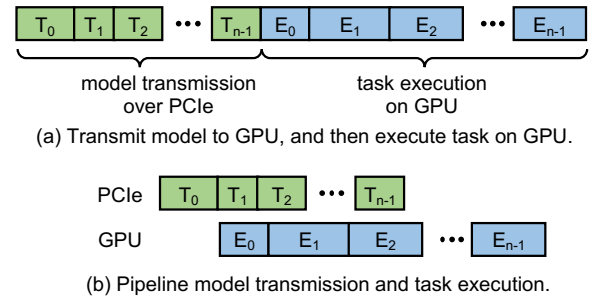 T0 T1 T2 ••• Tn-1 E0 E1 E2 ••• En-1
model transmission over PCIe
task execution on GPU
(a) Transmit model to GPU, and then execute task on GPU.
PCIe T0 T1 T2 ••• Tn-1
GPU E0 E1 E2 ••• En-1
(b) Pipeline model transmission and task execution.